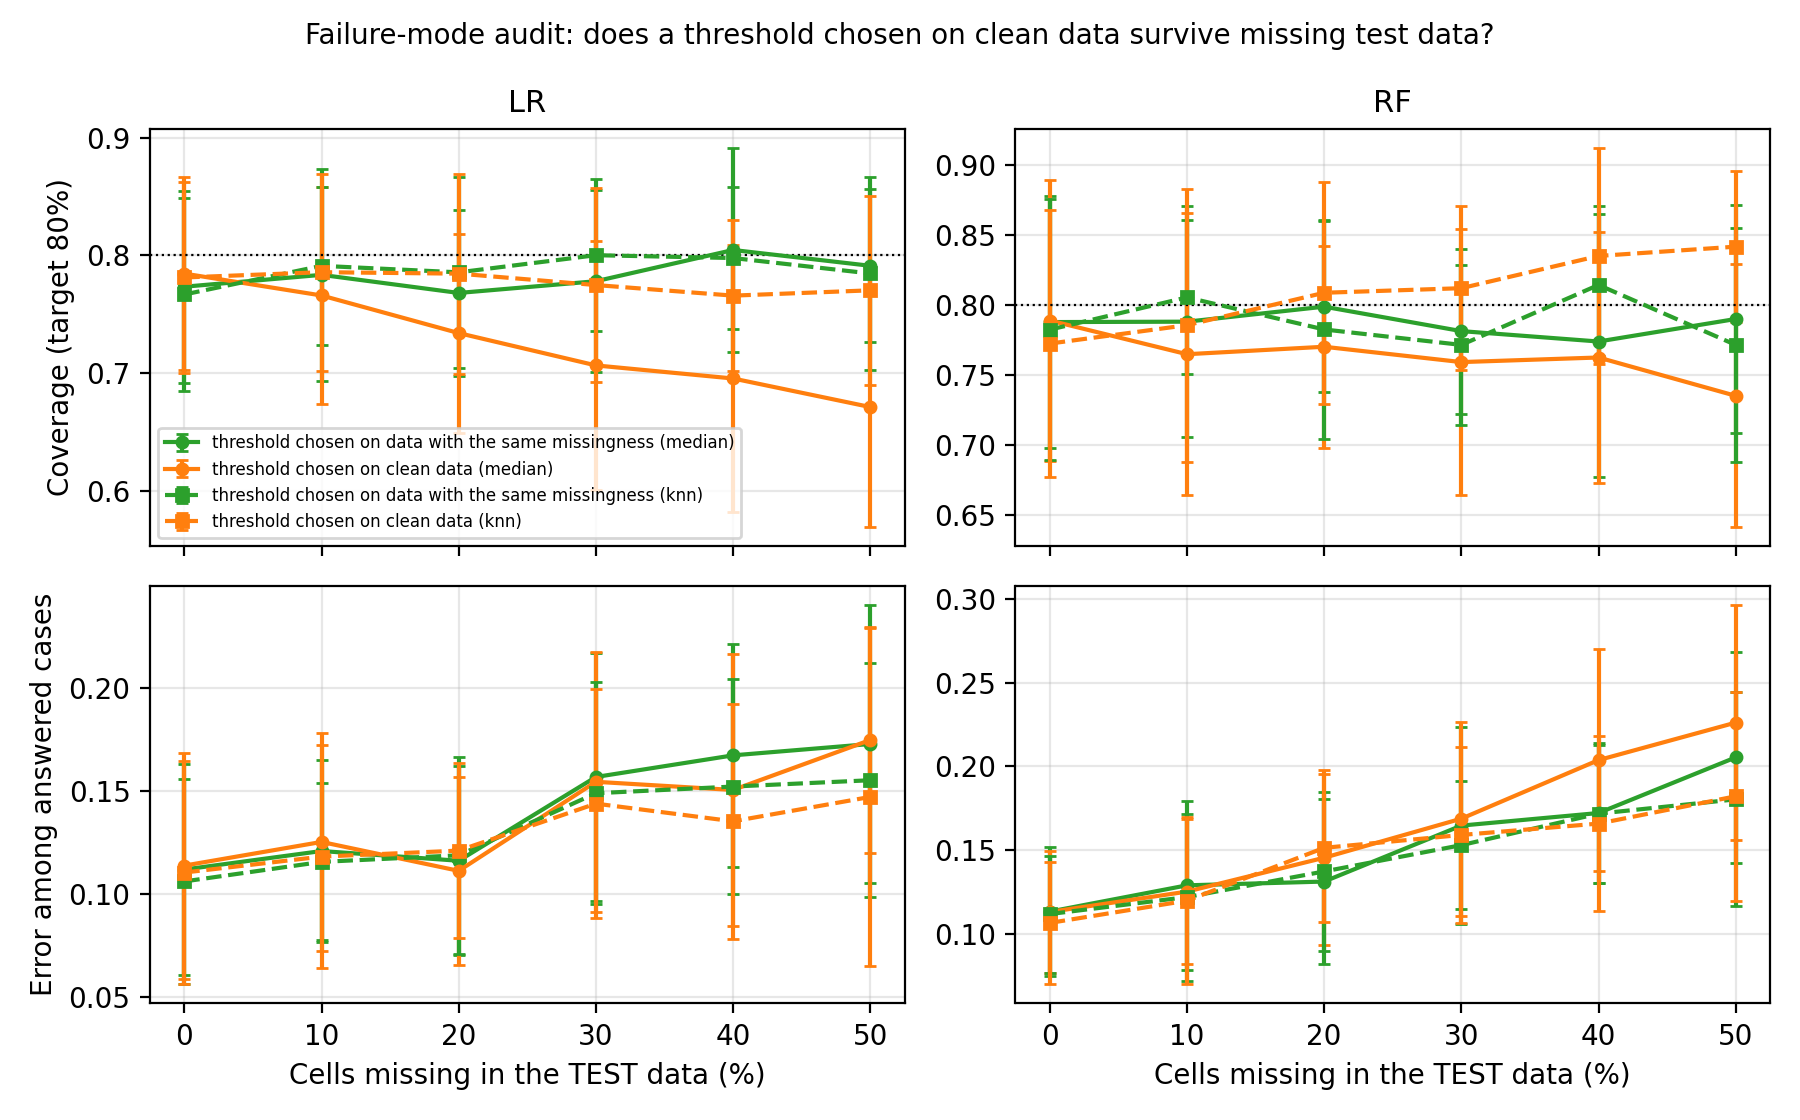 Failure-mode audit: does a threshold chosen on clean data survive missing test data?
LR
RF
Coverage (target 80%)
0.9
0.8
0.7
0.6
threshold chosen on data with the same missingness (median)
threshold chosen on clean data (median)
threshold chosen on data with the same missingness (knn)
threshold chosen on clean data (knn)
0.90
0.85
0.80
0.75
0.70
0.65
Error among answered cases
0.20
0.15
0.10
0.05
0 10 20 30 40 50
Cells missing in the TEST data (%)
0.30
0.25
0.20
0.15
0.10
0 10 20 30 40 50
Cells missing in the TEST data (%)